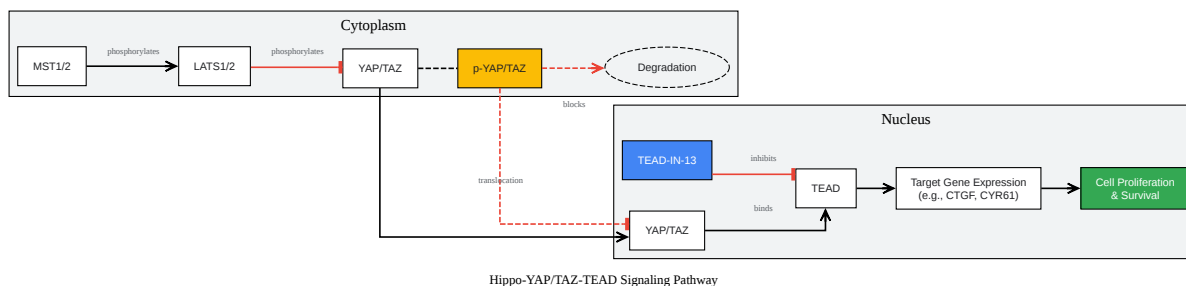 Cytoplasm
phosphorylates
phosphorylates
MST1/2
LATS1/2
YAP/TAZ
p-YAP/TAZ
Degradation
blocks
Nucleus
TEAD-IN-13
inhibits
translocation
TEAD
Target Gene Expression
(e.g., CTGF, CYR61)
Cell Proliferation
& Survival
binds
YAP/TAZ
Hippo-YAP/TAZ-TEAD Signaling Pathway